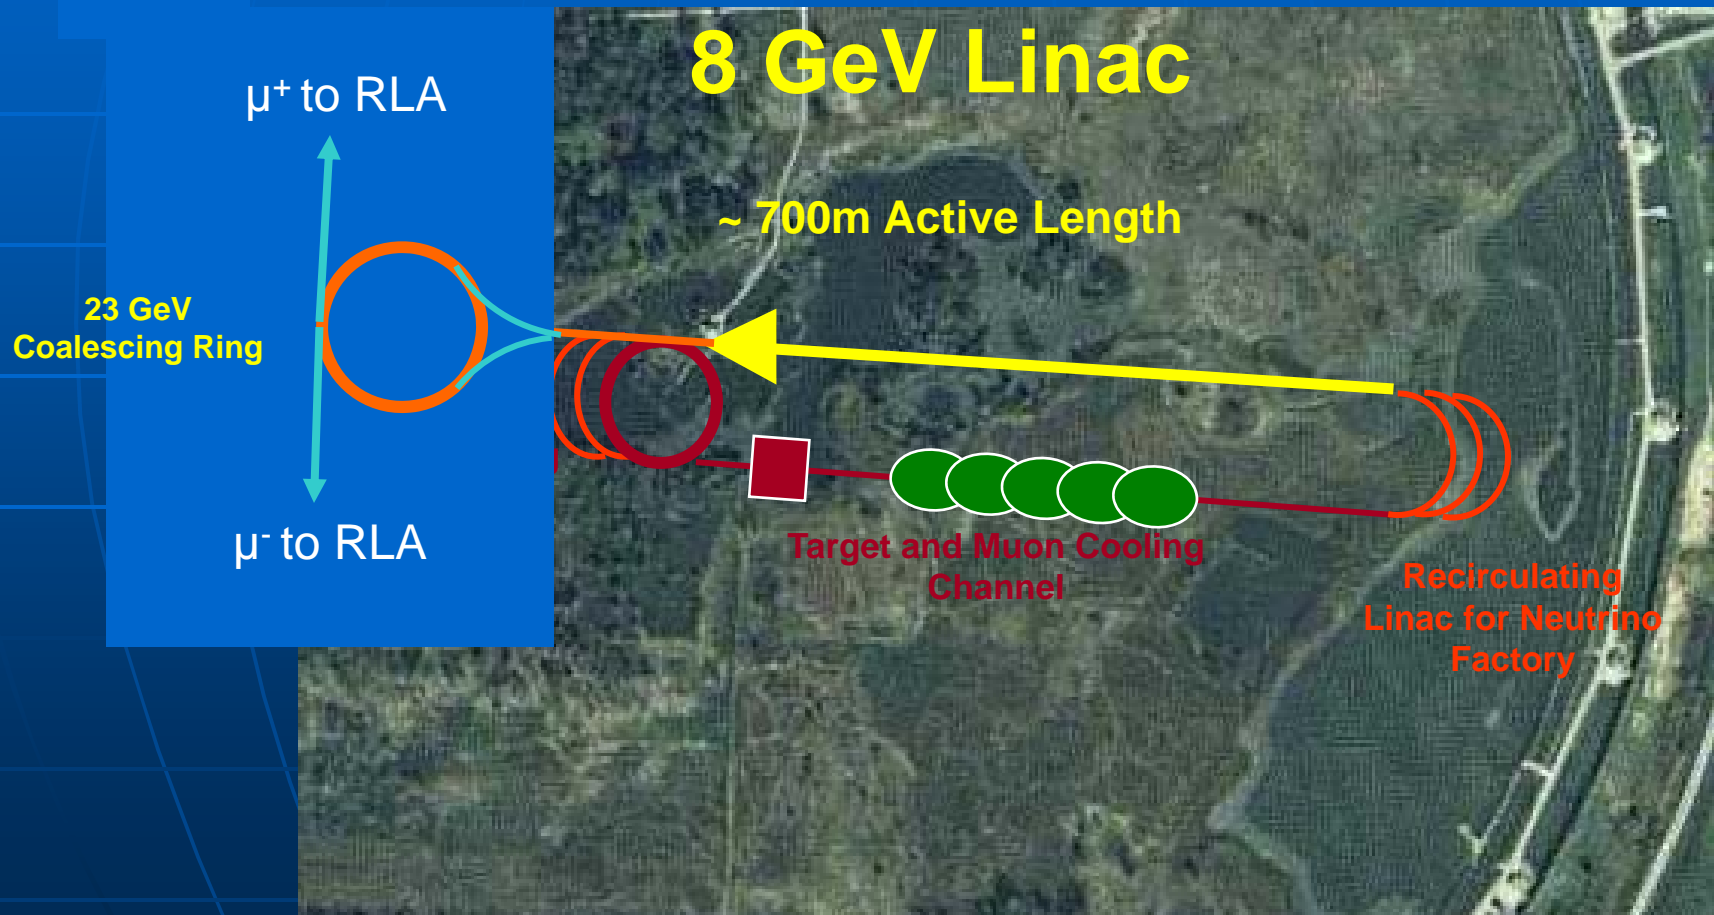 8 GeV Linac
μ+ to RLA
~ 700m Active Length
23 GeV
Coalescing Ring
μ- to RLA
Target and Muon Cooling
Channel
Recirculating
Linac for Neutrino
Factory